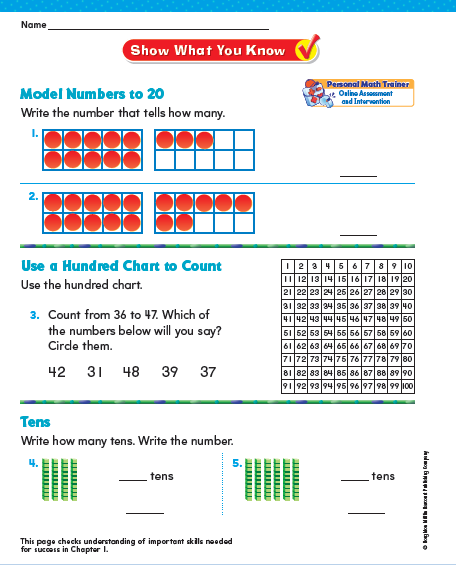 Name
Show What You Know
Personal Math Trainer
Online Assessment
and Intervention
Model Numbers to 20
Write the number that tells how many.
1.
2.
Use a Hundred Chart to Count
Use the hundred chart.
3. Count from 36 to 47. Which of
the numbers below will you say?
Circle them.
42 31 48 39 37
1 2 3 4 5 6 7 8 9 10
11 12 13 14 15 16 17 18 19 20
21 22 23 24 25 26 27 28 29 30
31 32 33 34 35 36 37 38 39 40
41 42 43 44 45 46 47 48 49 50
51 52 53 54 55 56 57 58 59 60
61 62 63 64 65 66 67 68 69 70
71 72 73 74 75 76 77 78 79 80
81 82 83 84 85 86 87 88 89 90
91 92 93 94 95 96 97 98 99 100
Tens
Write how many tens. Write the number.
4. tens
5. tens
This page checks understanding of important skills needed
for success in Chapter 1.
© Houghton Mifflin Harcourt Publishing Company